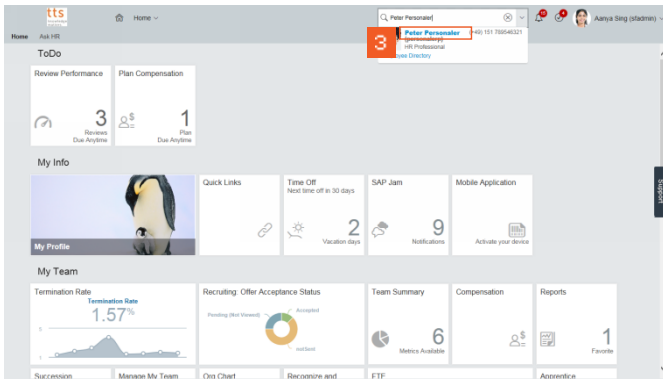 tts
Home
Peter Personaler
Aanya Sing (sfadmin)
Home Ask HR
3
Peter Personaler (+49) 151 789546321
HR Professional
Directory
ToDo
Review Performance
Plan Compensation
3
Reviews
Due Anytime
1
Plan
Due Anytime
My Info
My Profile
Quick Links
Time Off
Next time off in 30 days
2
Vacation days
SAP Jam
9
Notifications
Mobile Application
Activate your device
Support
My Team
Termination Rate
Termination Rate
1.57%
Recruiting: Offer Acceptance Status
Pending (Not Viewed)
Accepted
Team Summary
6
Metrics Available
Compensation
Reports
1
Favorite
Succession
Manage My Team
Org Chart
Recognize and
FTE
Apprentice